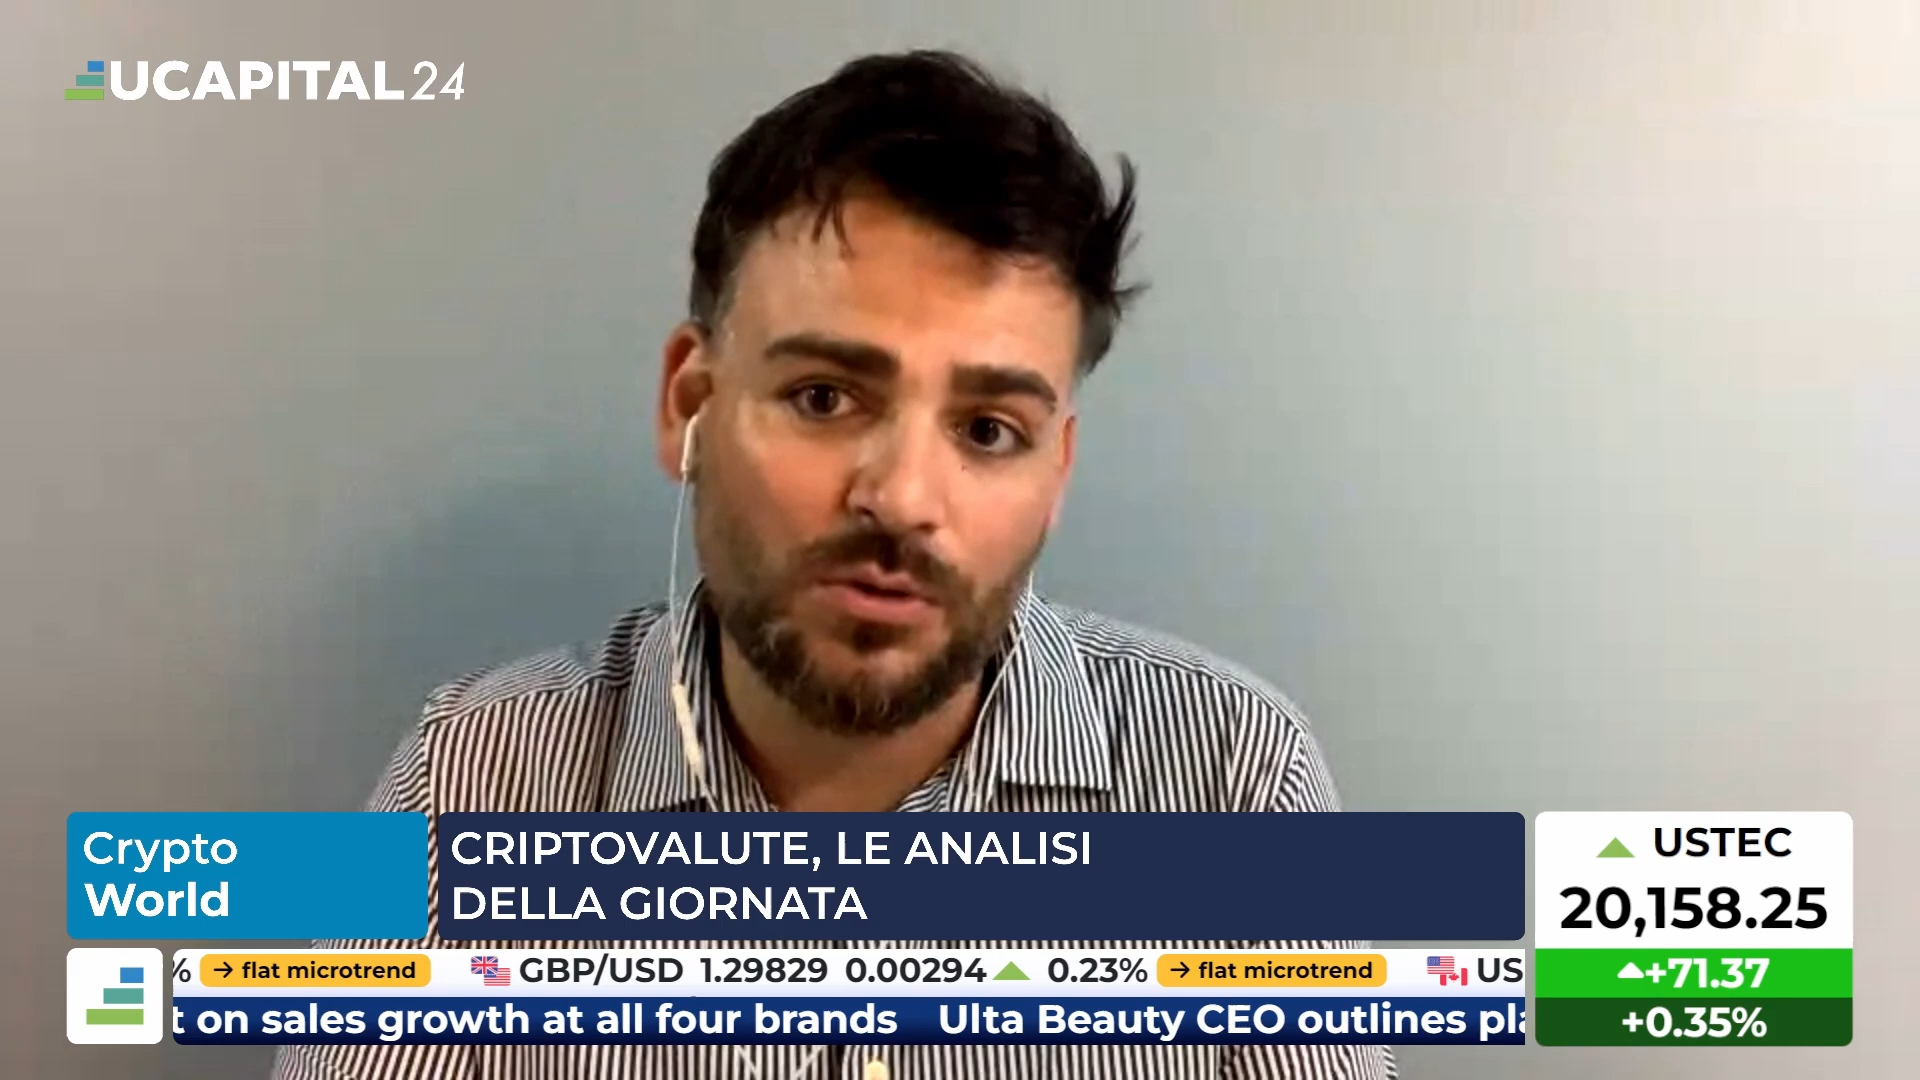 UCAPITAL24
Crypto
World
CRIPTOVALUTE, LE ANALISI
DELLA GIORNATA
USTEC
20,158.25
+71.37
+0.35%
% → flat microtrend GBP/USD 1.29829 0.00294 0.23% → flat microtrend US
t on sales growth at all four brands Ulta Beauty CEO outlines pla